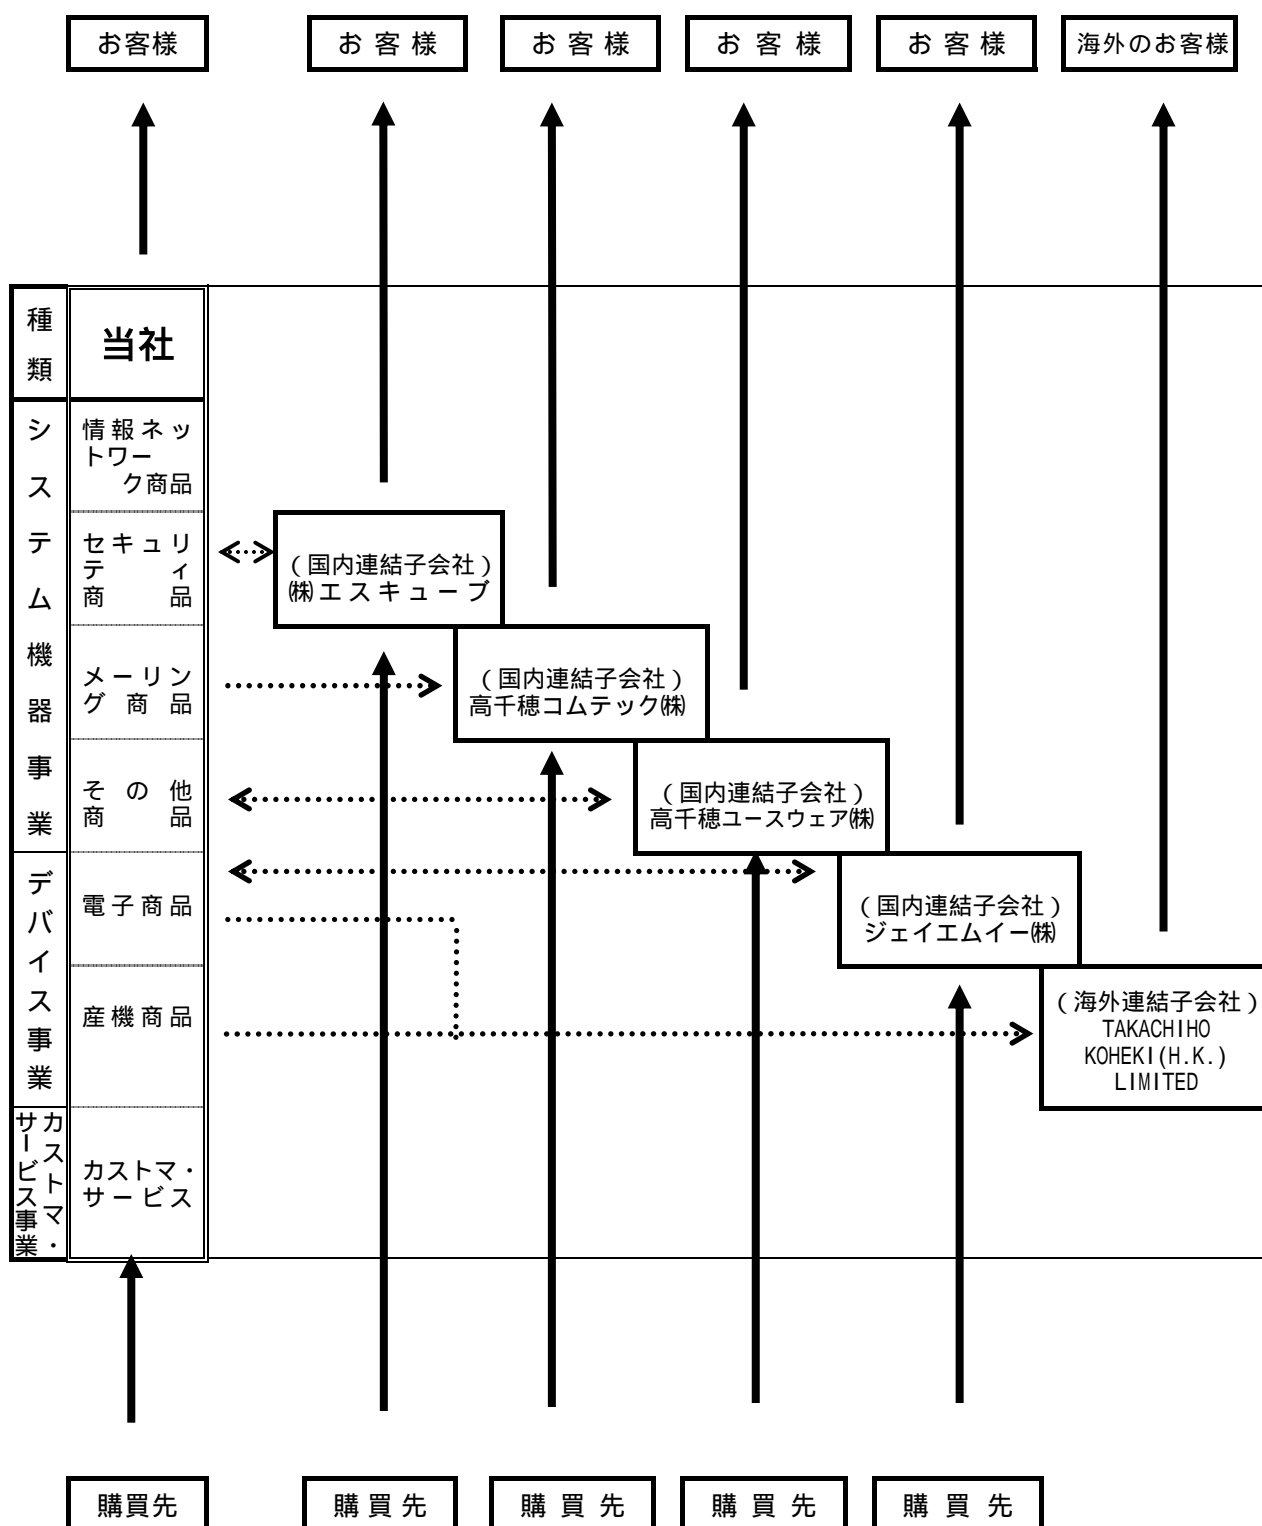 お客様
お客様
お客様
お客様
お客様
海外のお客様
種類
当社
システム機器事業
情報ネッ
トワー
ク商品
セキュリ
ティ
商品
(国内連結子会社)
㈱エスキューブ
メーリン
グ商品
(国内連結子会社)
高千穂コムテック㈱
その他
商品
(国内連結子会社)
高千穂ユースウェア㈱
デバイス事業
電子商品
(国内連結子会社)
ジェイエムイー㈱
産機商品
(海外連結子会社)
TAKACHIHO
KOHEKI(H.K.)
LIMITED
カストマ・
サービス事業
カストマ・
サービス
購買先
購買先
購買先
購買先
購買先